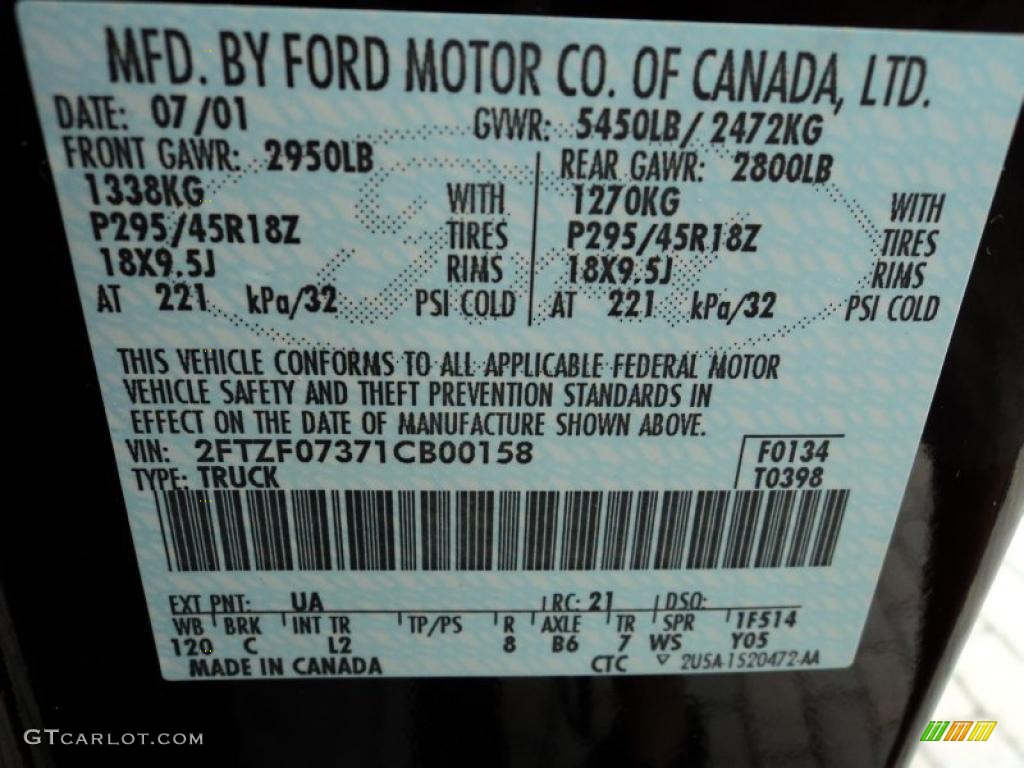 MFD. BY FORD MOTOR CO. OF CANADA, LTD.
DATE: 07/01 GVWR: 5450LB/ 2472KG
FRONT GAWR: 2950LB REAR GAWR: 2800LB
1338KG WITH 1270KG WITH
P295/45R18Z TIRES P295/45R18Z TIRES
18X9.5J RIMS 18X9.5J RIMS
AT 221 kPa/32 PSI COLD AT 221 kPa/32 PSI COLD
THIS VEHICLE CONFORMS TO ALL APPLICABLE FEDERAL MOTOR
VEHICLE SAFETY AND THEFT PREVENTION STANDARDS IN
EFFECT ON THE DATE OF MANUFACTURE SHOWN ABOVE.
VIN: 2FTZF07371CB00158 F0134
TYPE: TRUCK T0398
EXT PNT: UA RC: 21 DSO:
WB BRK INT TR TP/PS R AXLE TR SPR 1F514
120 C L2 8 B6 7 WS Y05
MADE IN CANADA CTC 2U5A-1520472-AA
GTCARLOT.COM